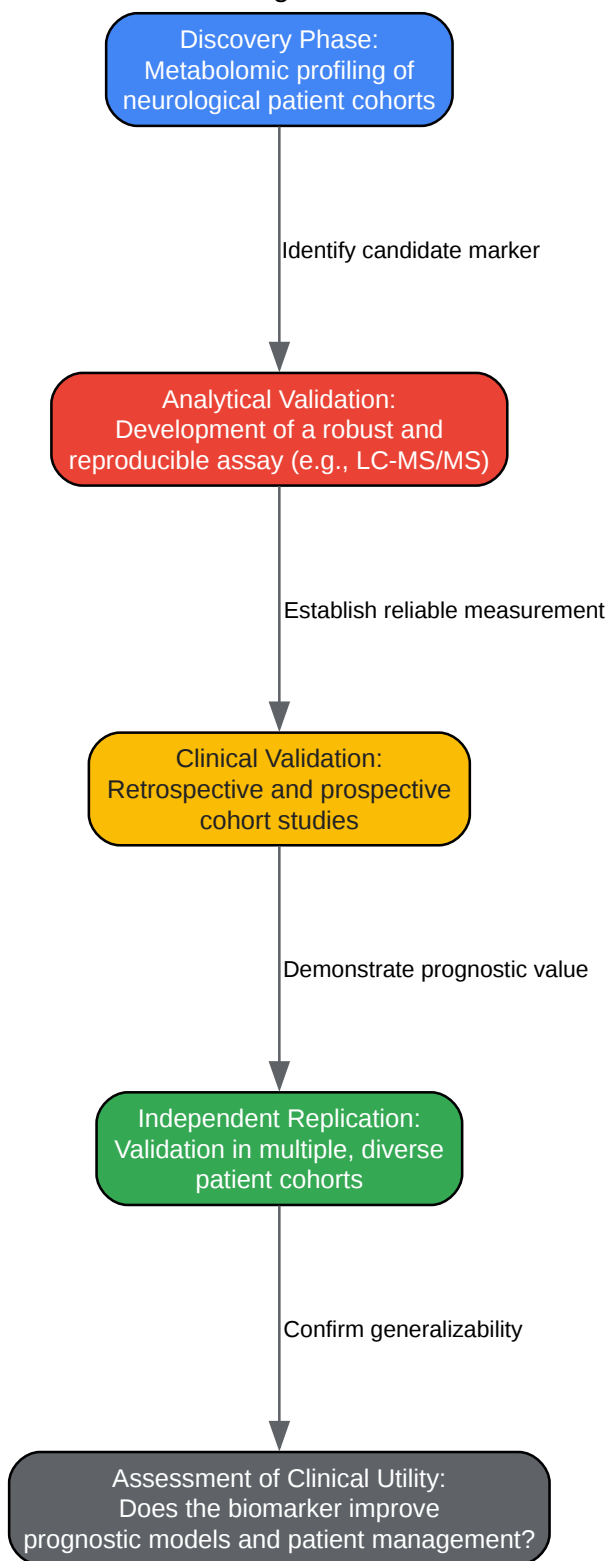 Discovery Phase:
Metabolomic profiling of
neurological patient cohorts
Identify candidate marker
Analytical Validation:
Development of a robust and
reproducible assay (e.g., LC-MS/MS)
Establish reliable measurement
Clinical Validation:
Retrospective and prospective
cohort studies
Demonstrate prognostic value
Independent Replication:
Validation in multiple, diverse
patient cohorts
Confirm generalizability
Assessment of Clinical Utility:
Does the biomarker improve
prognostic models and patient management?